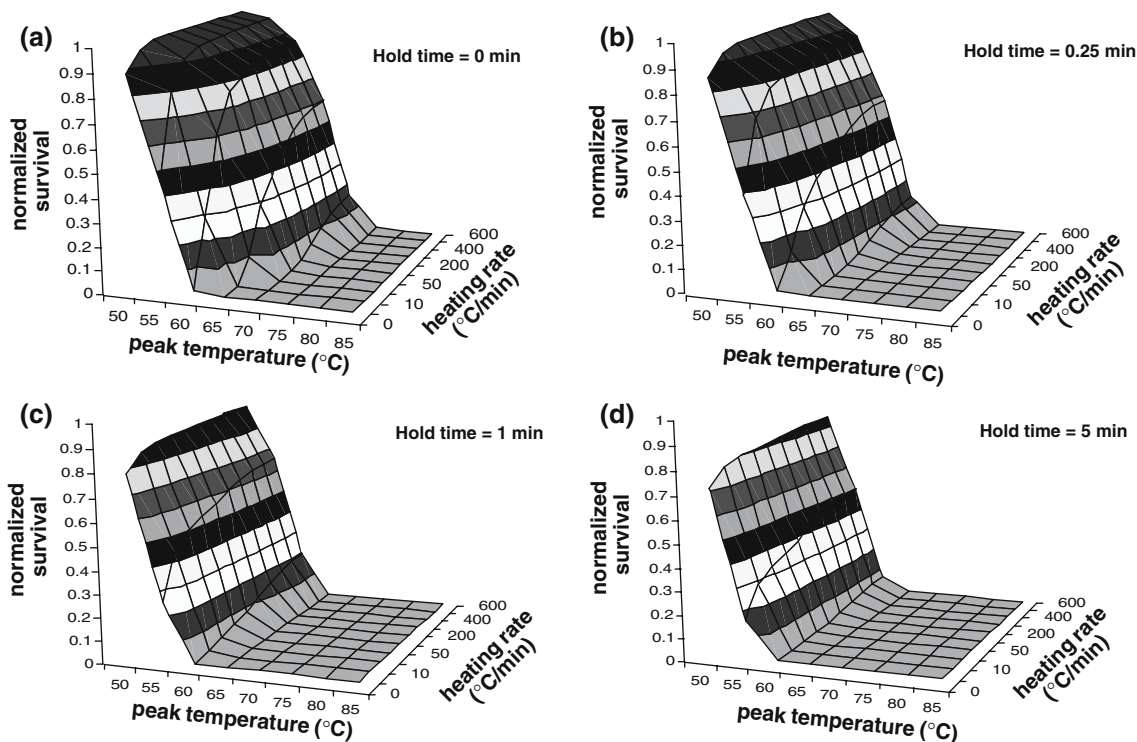 (a)
Hold time = 0 min
normalized
survival
1
0.9
0.8
0.7
0.6
0.5
0.4
0.3
0.2
0.1
0
50 55 60 65 70 75 80 85
peak temperature (°C)
0 10 50 200 400 600
heating rate
(°C/min)
(b)
Hold time = 0.25 min
normalized
survival
1
0.9
0.8
0.7
0.6
0.5
0.4
0.3
0.2
0.1
0
50 55 60 65 70 75 80 85
peak temperature (°C)
0 10 50 200 400 600
heating rate
(°C/min)
(c)
Hold time = 1 min
normalized
survival
1
0.9
0.8
0.7
0.6
0.5
0.4
0.3
0.2
0.1
0
50 55 60 65 70 75 80 85
peak temperature (°C)
0 10 50 200 400 600
heating rate
(°C/min)
(d)
Hold time = 5 min
normalized
survival
1
0.9
0.8
0.7
0.6
0.5
0.4
0.3
0.2
0.1
0
50 55 60 65 70 75 80 85
peak temperature (°C)
0 10 50 200 400 600
heating rate
(°C/min)